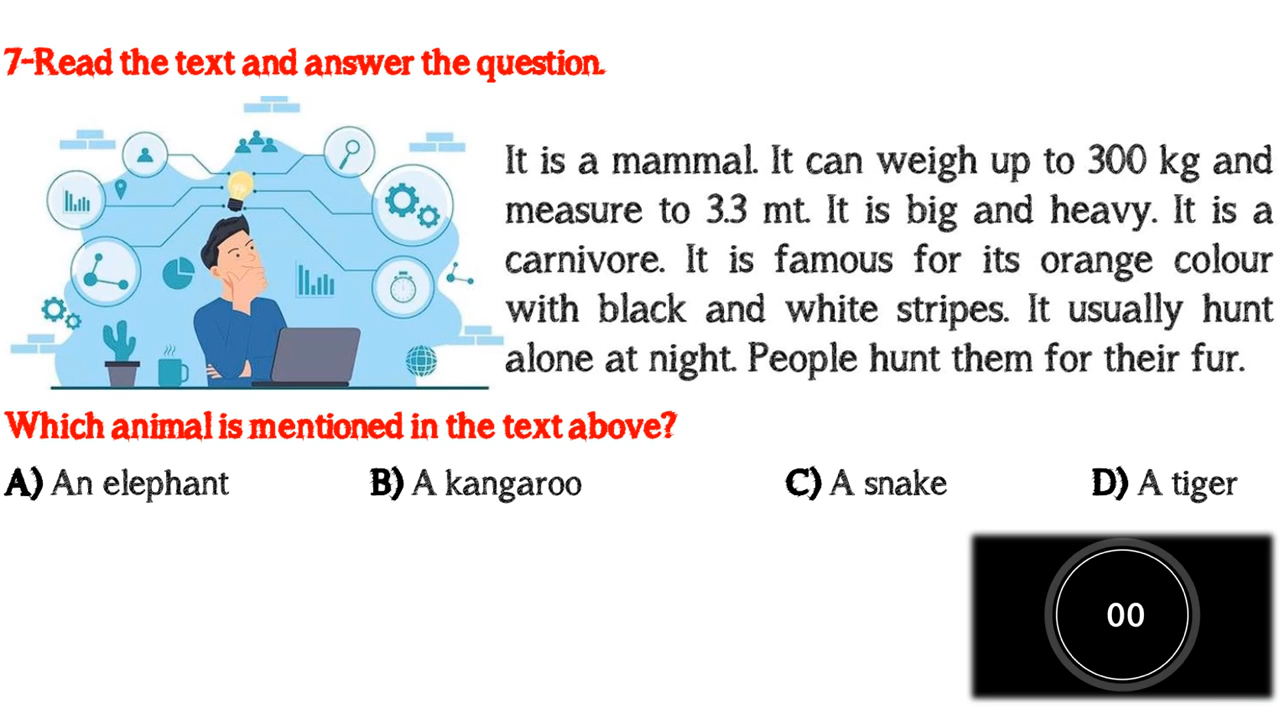 7-Read the text and answer the question.
It is a mammal. It can weigh up to 300 kg and
measure to 3.3 mt. It is big and heavy. It is a
carnivore. It is famous for its orange colour
with black and white stripes. It usually hunt
alone at night. People hunt them for their fur.
Which animal is mentioned in the text above?
A) An elephant B) A kangaroo C) A snake D) A tiger
00